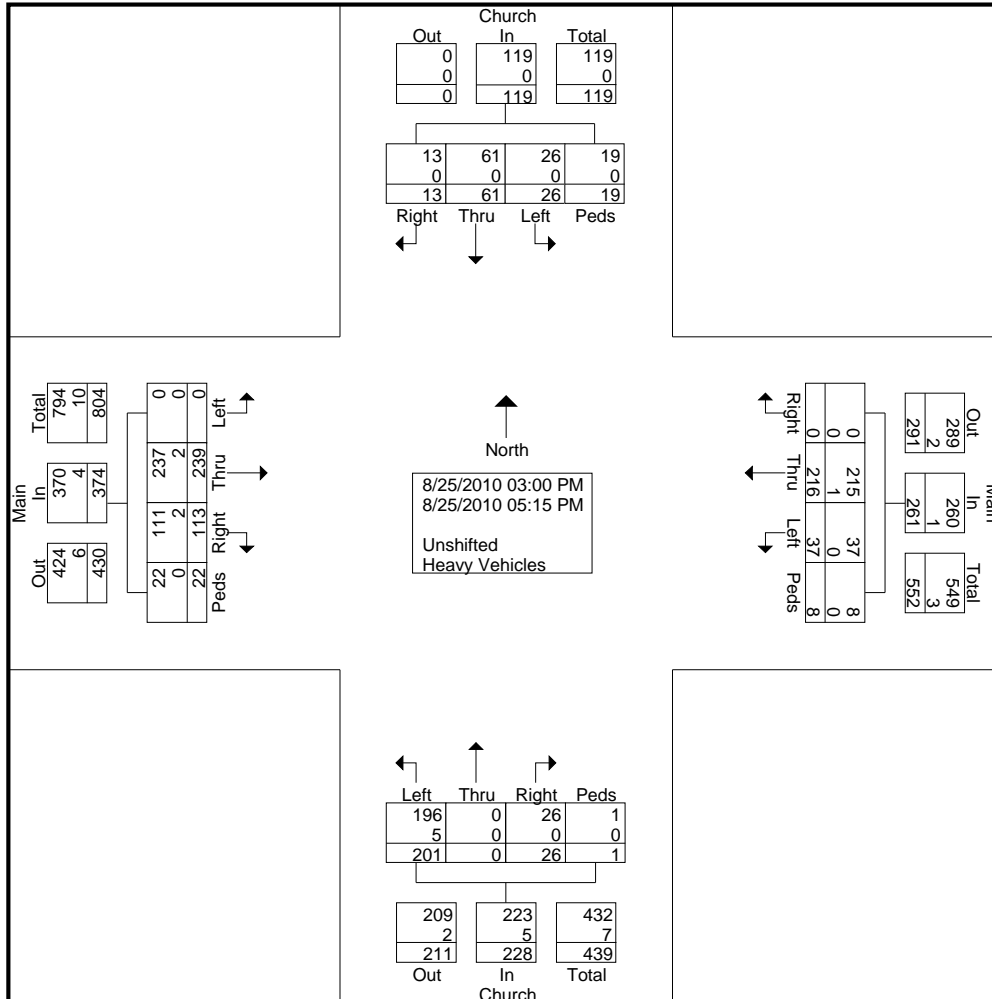 Church
Out In Total
0 119 119
0 0 0
0 119 119
13 61 26 19
0 0 0 0
13 61 26 19
Right Thru Left Peds
Main
Total In Out
794 370 424
10 4 6
804 374 430
0 237 111 22
0 2 2 0
0 239 113 22
Left Thru Right Peds
North
8/25/2010 03:00 PM
8/25/2010 05:15 PM
Unshifted
Heavy Vehicles
Right Thru Left Peds
0 215 37 8
0 1 0 0
0 216 37 8
Out In Total
289 260 549
2 1 3
291 261 552
Main
Left Thru Right Peds
196 0 26 1
5 0 0 0
201 0 26 1
209 223 432
2 5 7
211 228 439
Out In Total
Church